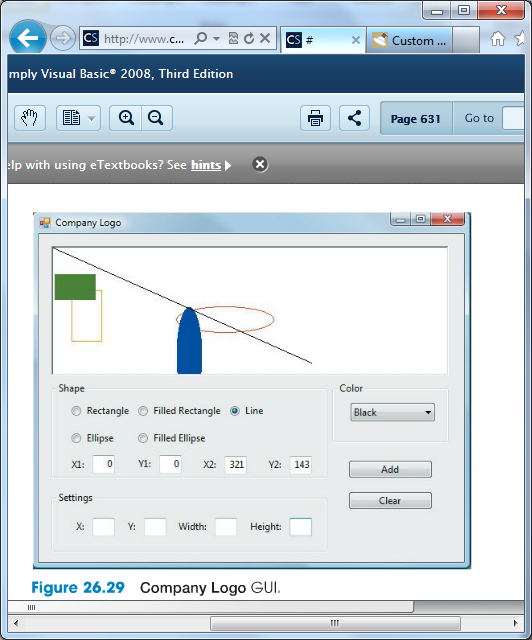 CS http://www.c... CS # Custom ...
mply Visual Basic® 2008, Third Edition
Page 631 Go to
elp with using eTextbooks? See hints
Company Logo
Shape
Rectangle Filled Rectangle Line
Ellipse Filled Ellipse
X1: 0 Y1: 0 X2: 321 Y2: 143
Color
Black
Add
Clear
Settings
X: Y: Width: Height:
Figure 26.29 Company Logo GUI.